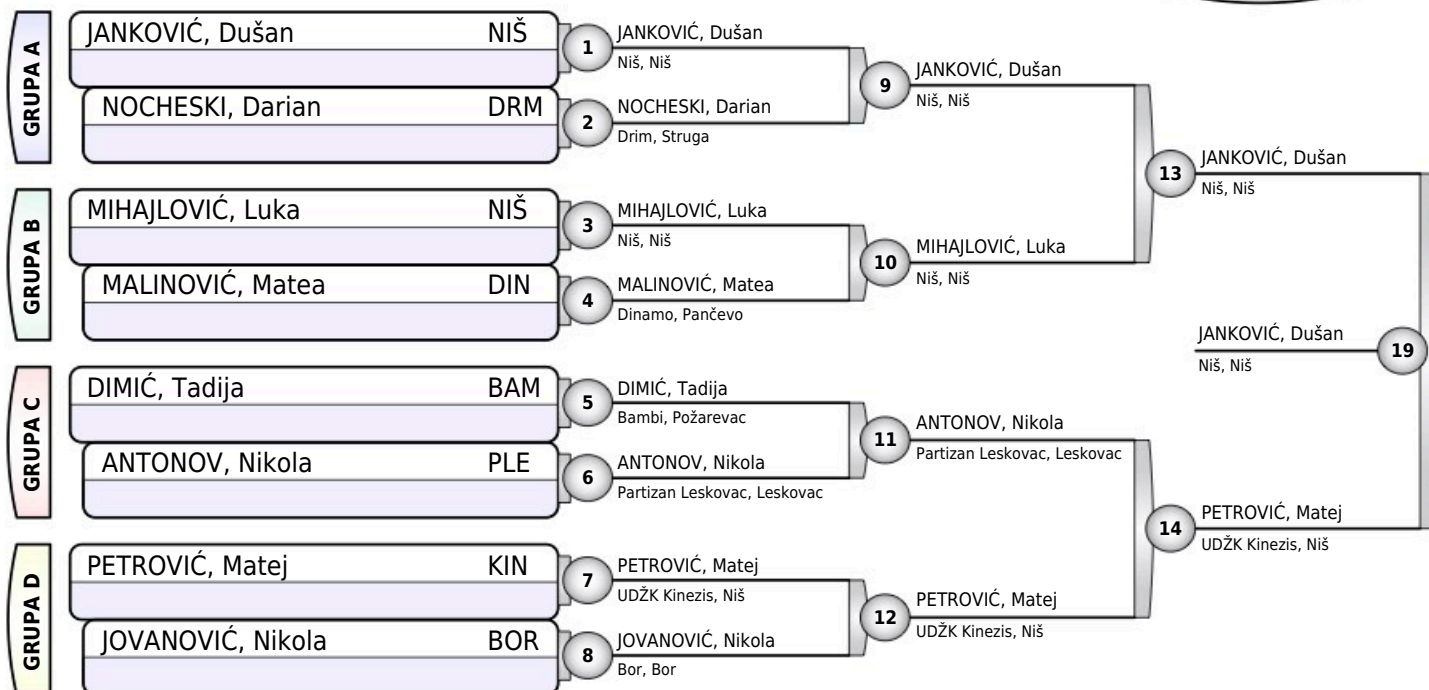 GRUPA A
JANKOVIĆ, Dušan NIŠ
NOCHESKI, Darian DRM
1
JANKOVIĆ, Dušan
Niš, Niš
2
NOCHESKI, Darian
Drim, Struga
9
JANKOVIĆ, Dušan
Niš, Niš
GRUPA B
MIHAJLOVIĆ, Luka NIŠ
MALINOVIĆ, Matea DIN
3
MIHAJLOVIĆ, Luka
Niš, Niš
4
MALINOVIĆ, Matea
Dinamo, Pančevo
10
MIHAJLOVIĆ, Luka
Niš, Niš
13
JANKOVIĆ, Dušan
Niš, Niš
GRUPA C
DIMIĆ, Tadija BAM
ANTONOV, Nikola PLE
5
DIMIĆ, Tadija
Bambi, Požarevac
6
ANTONOV, Nikola
Partizan Leskovac, Leskovac
11
ANTONOV, Nikola
Partizan Leskovac, Leskovac
GRUPA D
PETROVIĆ, Matej KIN
JOVANOVIĆ, Nikola BOR
7
PETROVIĆ, Matej
UDŽK Kinezis, Niš
8
JOVANOVIĆ, Nikola
Bor, Bor
12
PETROVIĆ, Matej
UDŽK Kinezis, Niš
14
PETROVIĆ, Matej
UDŽK Kinezis, Niš
JANKOVIĆ, Dušan
Niš, Niš
19